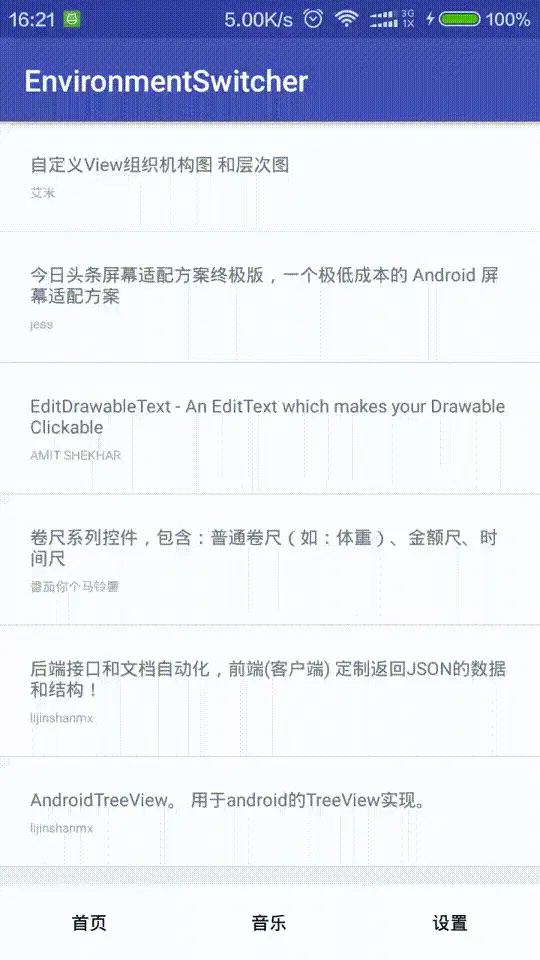 16:21 5.00K/s 3G 1X 100%
EnvironmentSwitcher
自定义View组织机构图 和层次图
艾米
今日头条屏幕适配方案终极版，一个极低成本的 Android 屏
幕适配方案
jess
EditDrawableText - An EditText which makes your Drawable
Clickable
AMIT SHEKHAR
卷尺系列控件，包含：普通卷尺（如：体重）、金额尺、时
间尺
番茄你个马铃薯
后端接口和文档自动化，前端(客户端) 定制返回JSON的数据
和结构！
lijinshanmx
AndroidTreeView。 用于android的TreeView实现。
lijinshanmx
首页 音乐 设置